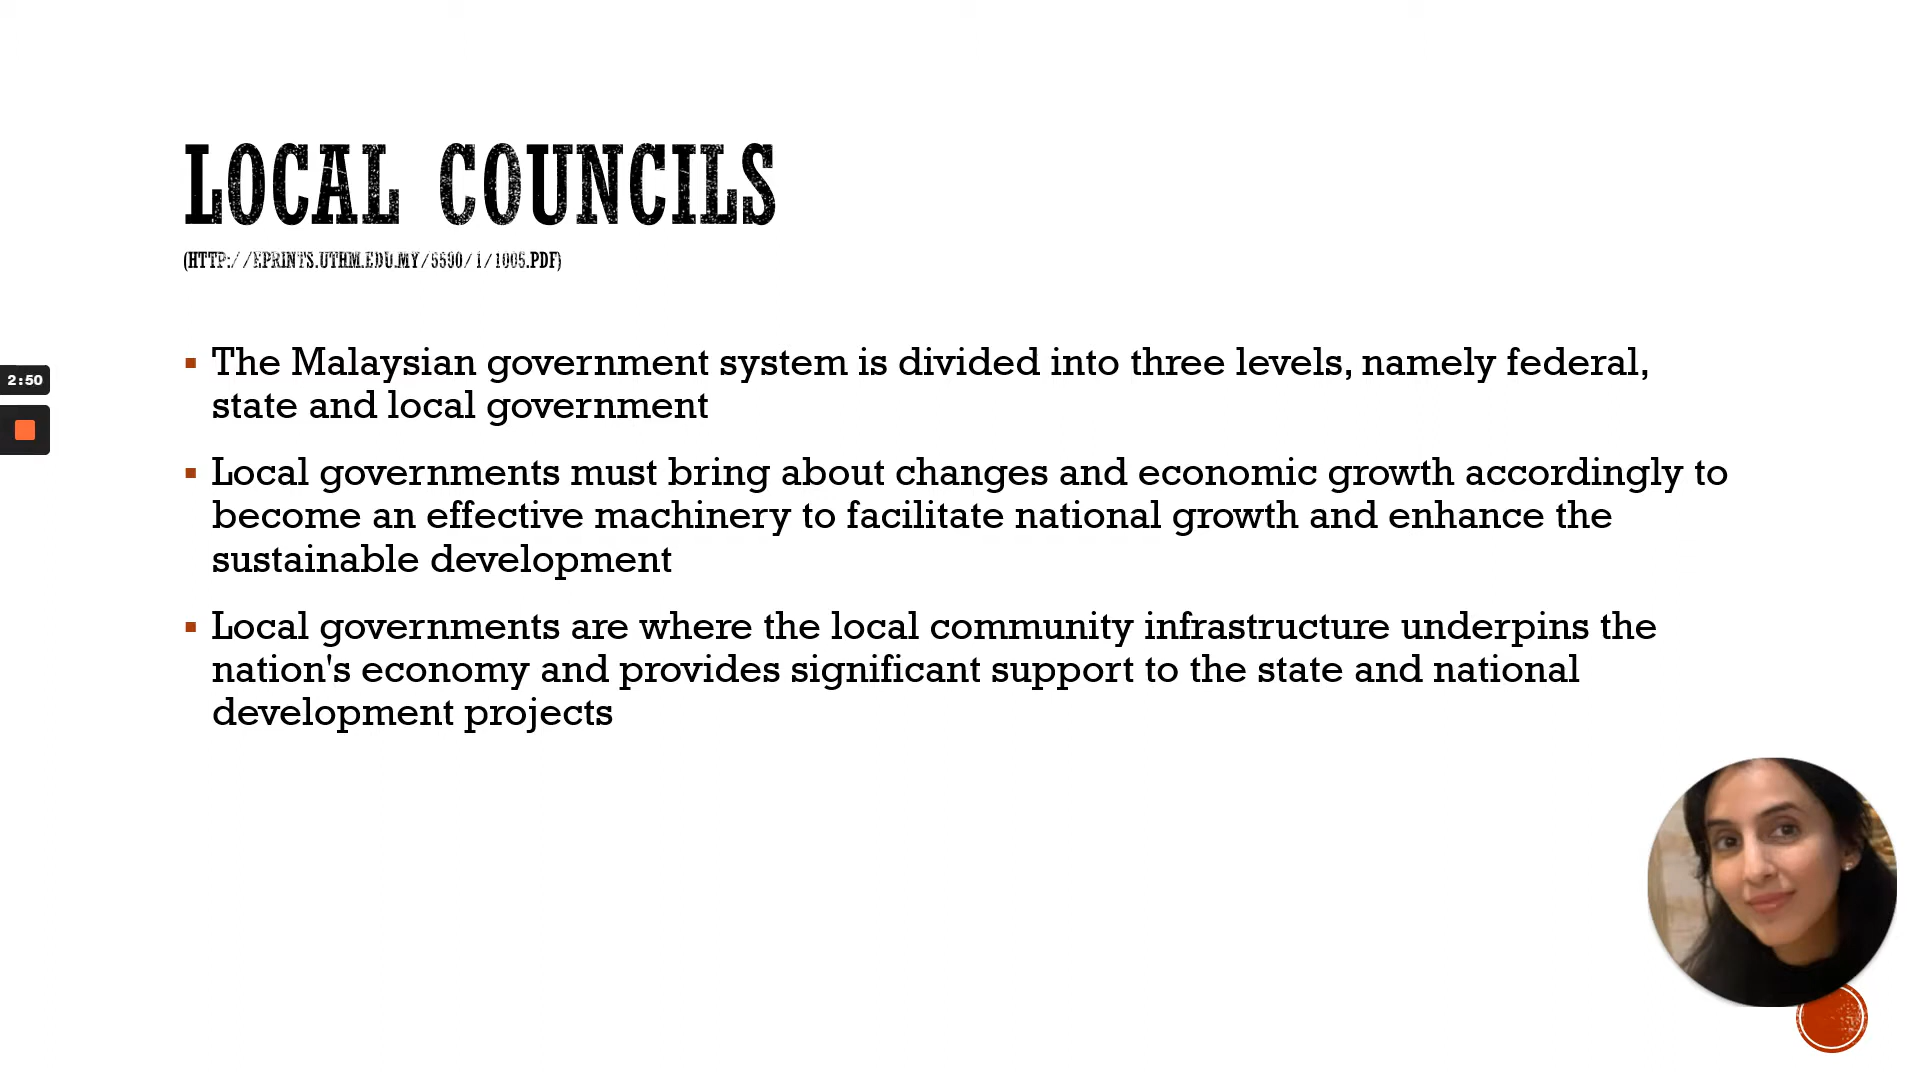 LOCAL COUNCILS
(HTTP://EPRINTS.UTHM.EDU.MY/5590/1/1005.PDF)
▪ The Malaysian government system is divided into three levels, namely federal,
state and local government
2:50
▪ Local governments must bring about changes and economic growth accordingly to
become an effective machinery to facilitate national growth and enhance the
sustainable development
▪ Local governments are where the local community infrastructure underpins the
nation's economy and provides significant support to the state and national
development projects